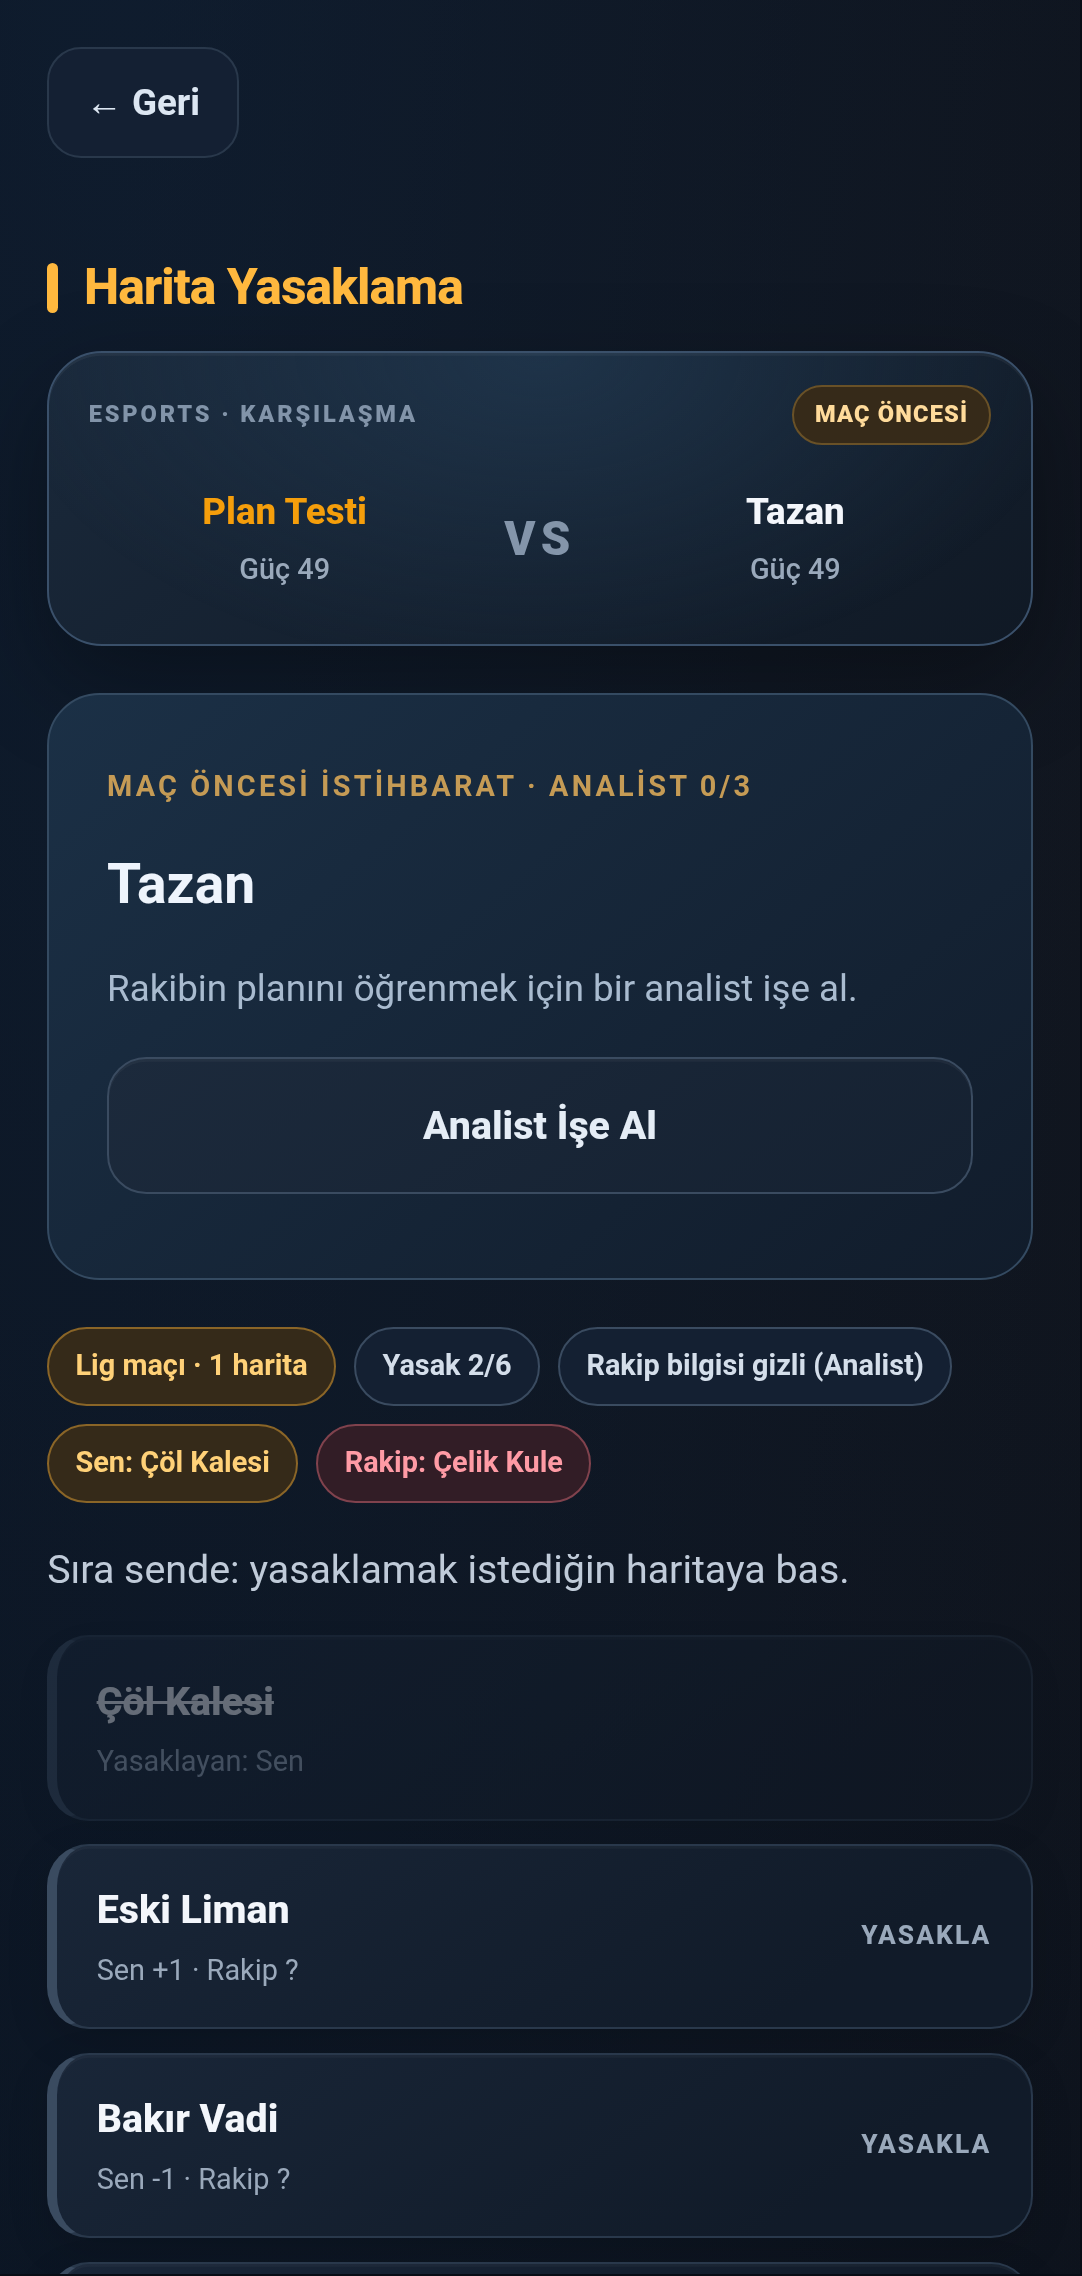 ← Geri
Harita Yasaklama
ESPORTS · KARŞILAŞMA
MAÇ ÖNCESİ
Plan Testi
VS
Tazan
Güç 49
Güç 49
MAÇ ÖNCESİ İSTİHBARAT · ANALİST 0/3
Tazan
Rakibin planını öğrenmek için bir analist işe al.
Analist İşe Al
Lig maçı · 1 harita
Yasak 2/6
Rakip bilgisi gizli (Analist)
Sen: Çöl Kalesi
Rakip: Çelik Kule
Sıra sende: yasaklamak istediğin haritaya bas.
Çöl Kalesi
Yasaklayan: Sen
Eski Liman
Sen +1 · Rakip ?
YASAKLA
Bakır Vadi
Sen -1 · Rakip ?
YASAKLA